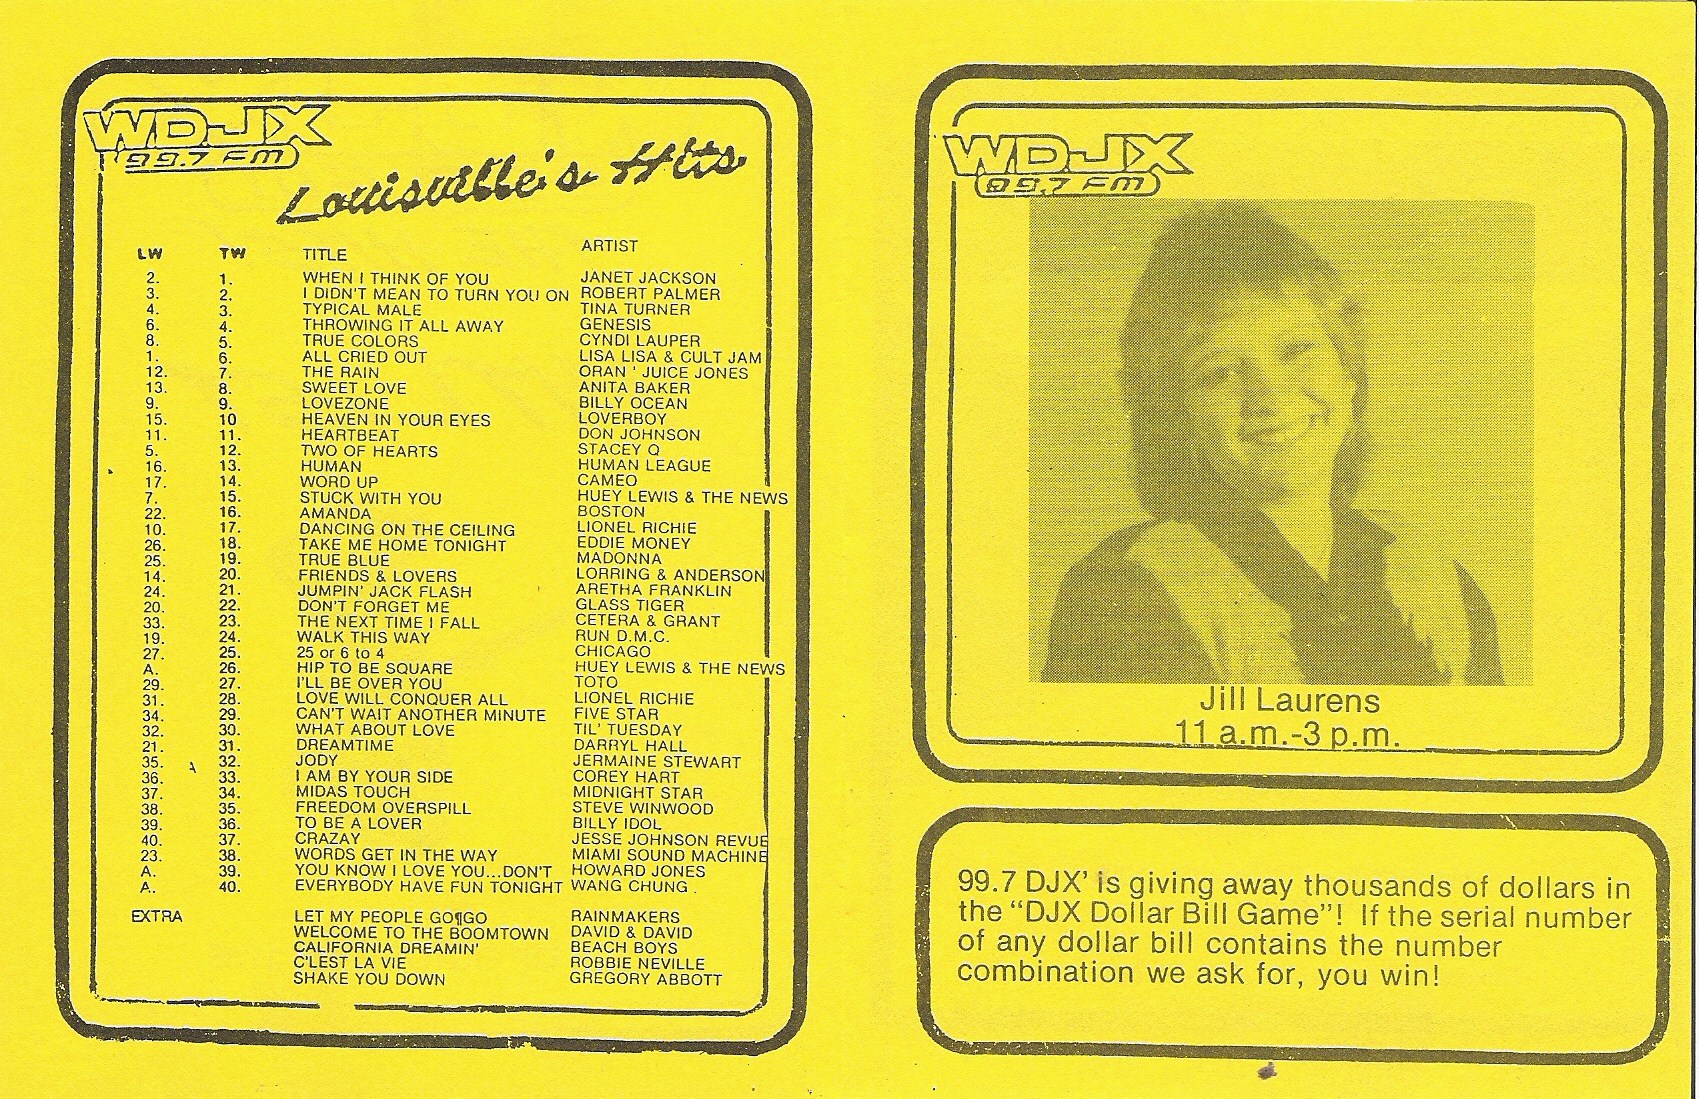 WDJX
99.7 FM
Louisville's Hits
LW TW TITLE ARTIST
2. 1. WHEN I THINK OF YOU JANET JACKSON
3. 2. I DIDN'T MEAN TO TURN YOU ON ROBERT PALMER
4. 3. TYPICAL MALE TINA TURNER
6. 4. THROWING IT ALL AWAY GENESIS
8. 5. TRUE COLORS CYNDI LAUPER
1. 6. ALL CRIED OUT LISA LISA & CULT JAM
12. 7. THE RAIN ORAN ' JUICE JONES
13. 8. SWEET LOVE ANITA BAKER
9. 9. LOVEZONE BILLY OCEAN
15. 10 HEAVEN IN YOUR EYES LOVERBOY
11. 11. HEARTBEAT DON JOHNSON
5. 12. TWO OF HEARTS STACEY Q
16. 13. HUMAN HUMAN LEAGUE
17. 14. WORD UP CAMEO
7. 15. STUCK WITH YOU HUEY LEWIS & THE NEWS
22. 16. AMANDA BOSTON
10. 17. DANCING ON THE CEILING LIONEL RICHIE
26. 18. TAKE ME HOME TONIGHT EDDIE MONEY
25. 19. TRUE BLUE MADONNA
14. 20. FRIENDS & LOVERS LORRING & ANDERSON
24. 21. JUMPIN' JACK FLASH ARETHA FRANKLIN
20. 22. DON'T FORGET ME GLASS TIGER
33. 23. THE NEXT TIME I FALL CETERA & GRANT
19. 24. WALK THIS WAY RUN D.M.C.
27. 25. 25 or 6 to 4 CHICAGO
A. 26. HIP TO BE SQUARE HUEY LEWIS & THE NEWS
29. 27. I'LL BE OVER YOU TOTO
31. 28. LOVE WILL CONQUER ALL LIONEL RICHIE
34. 29. CAN'T WAIT ANOTHER MINUTE FIVE STAR
32. 30. WHAT ABOUT LOVE TIL' TUESDAY
21. 31. DREAMTIME DARRYL HALL
35. 32. JODY JERMAINE STEWART
36. 33. I AM BY YOUR SIDE COREY HART
37. 34. MIDAS TOUCH MIDNIGHT STAR
38. 35. FREEDOM OVERSPILL STEVE WINWOOD
39. 36. TO BE A LOVER BILLY IDOL
40. 37. CRAZAY JESSE JOHNSON REVUE
23. 38. WORDS GET IN THE WAY MIAMI SOUND MACHINE
A. 39. YOU KNOW I LOVE YOU...DON'T HOWARD JONES
A. 40. EVERYBODY HAVE FUN TONIGHT WANG CHUNG .
EXTRA LET MY PEOPLE GO¶GO RAINMAKERS
WELCOME TO THE BOOMTOWN DAVID & DAVID
CALIFORNIA DREAMIN' BEACH BOYS
C'LEST LA VIE ROBBIE NEVILLE
SHAKE YOU DOWN GREGORY ABBOTT
WDJX
99.7 FM
Jill Laurens
11 a.m.-3 p.m.
99.7 DJX' is giving away thousands of dollars in
the "DJX Dollar Bill Game"! If the serial number
of any dollar bill contains the number
combination we ask for, you win!